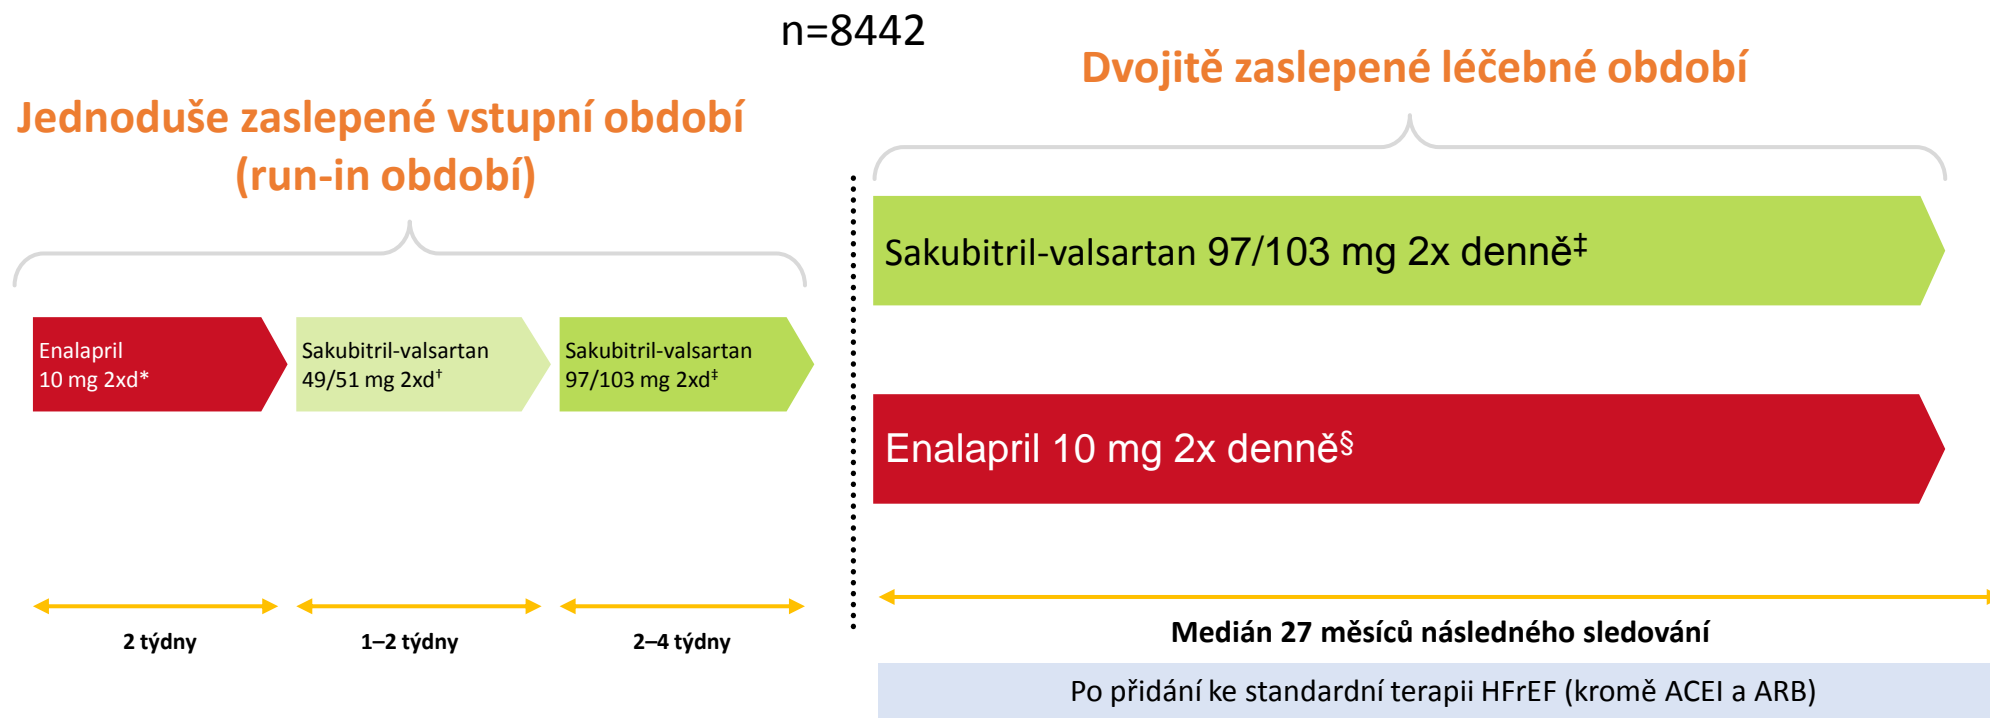 n=8442
Jednoduše zaslepené vstupní období
(run-in období)
Dvojitě zaslepené léčebné období
Enalapril
10 mg 2xd*
Sakubitril-valsartan
49/51 mg 2xd†
Sakubitril-valsartan
97/103 mg 2xd‡
Sakubitril-valsartan 97/103 mg 2x denně‡
Enalapril 10 mg 2x denně§
2 týdny
1–2 týdny
2–4 týdny
Medián 27 měsíců následného sledování
Po přidání ke standardní terapii HFrEF (kromě ACEI a ARB)